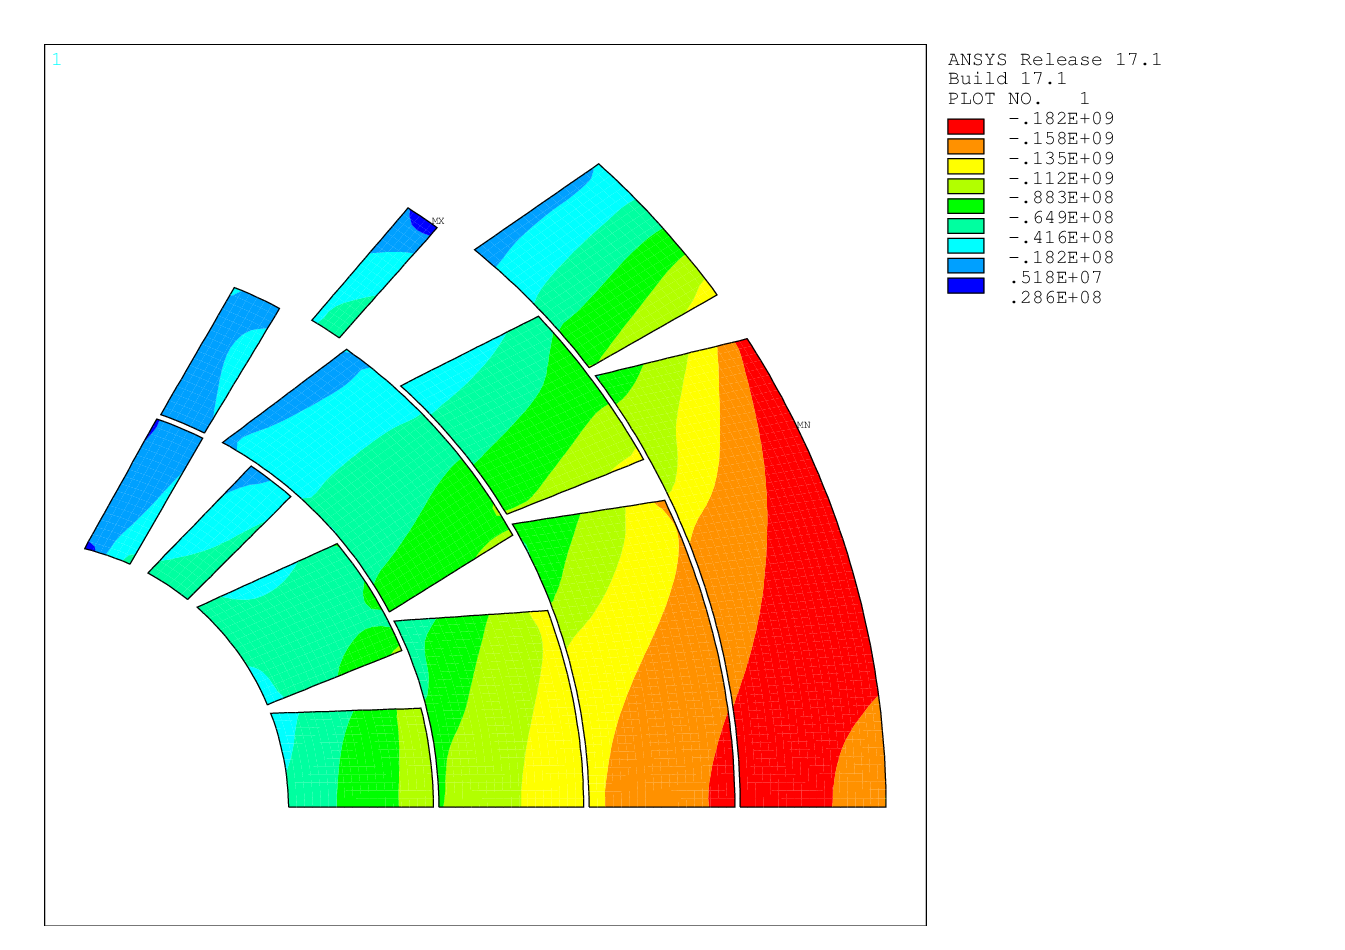 1
ANSYS Release 17.1
Build 17.1
PLOT NO. 1
-.182E+09
-.158E+09
-.135E+09
-.112E+09
-.883E+08
-.649E+08
-.416E+08
-.182E+08
.518E+07
.286E+08
MX
MN